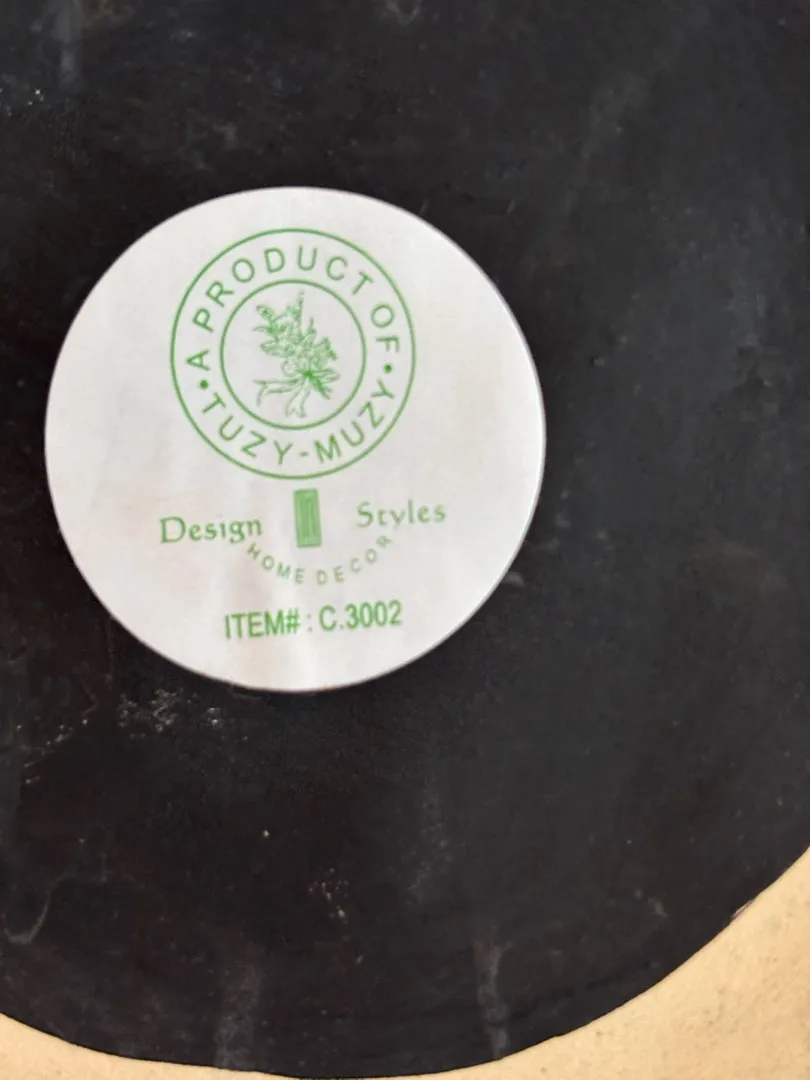 A PRODUCT OF
• TUZY-MUZY •
Design Styles
HOME DECOR
ITEM# : C.3002